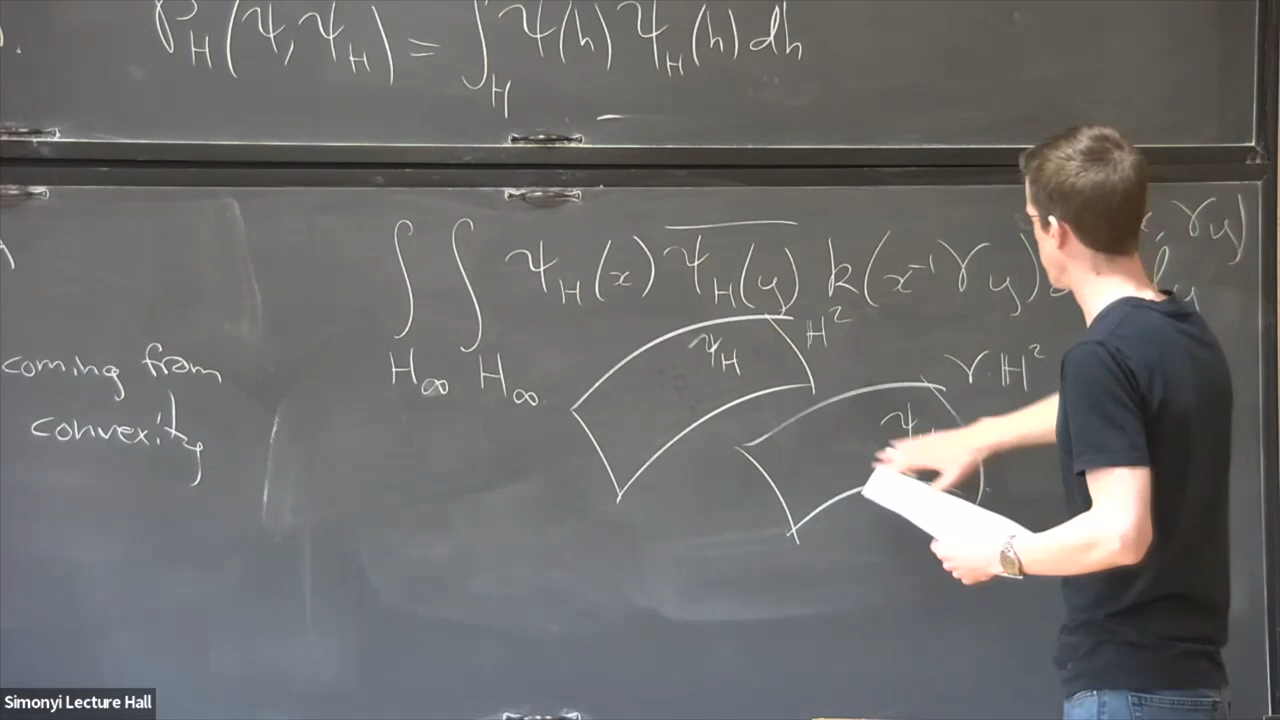 P_H(ψ, ψ_H) = ∫_H ψ(h) ψ_H(h) dh
∫_{H_∞} ∫_{H_∞} ψ_H(x) \overline{ψ_H(y)} k(x^{-1} γ y)
γy)
H^2
ψ_H
γ·H^2
coming from
convexity
Simonyi Lecture Hall